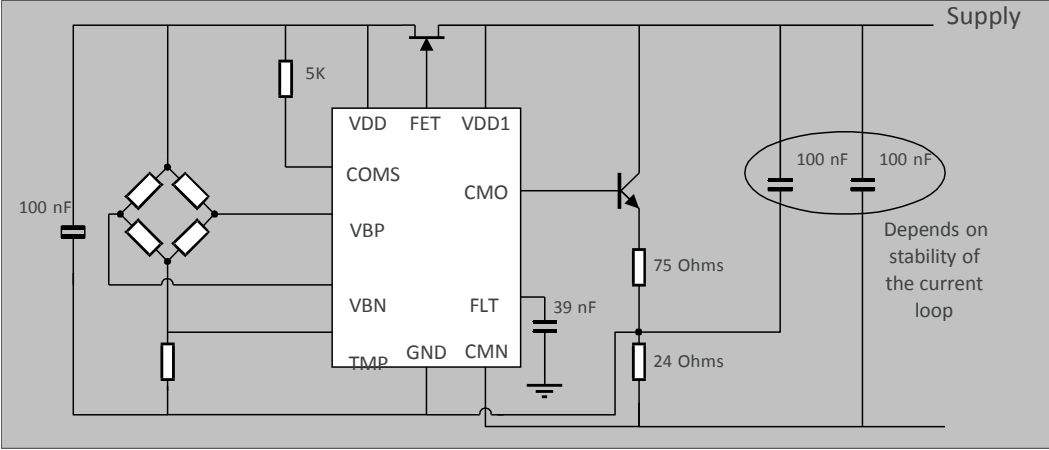 Supply
5K
VDD FET VDD1
100 nF 100 nF
COMS
CMO
100 nF
VBP
Depends on
stability of
the current
loop
75 Ohms
VBN
FLT
39 nF
GND CMN
TMP
24 Ohms